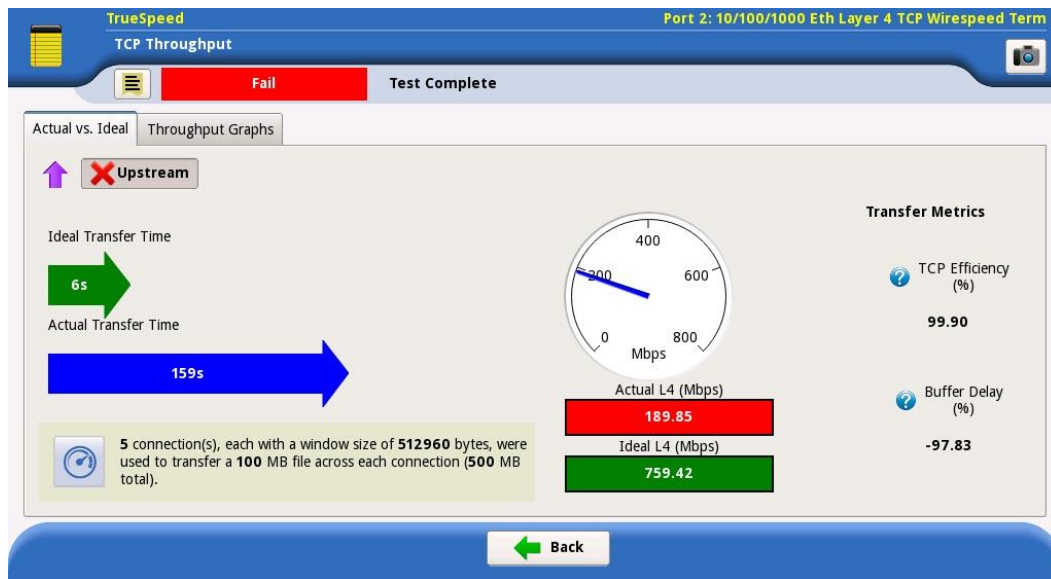 TrueSpeed
Port 2: 10/100/1000 Eth Layer 4 TCP Wirespeed Term
TCP Throughput
Fail
Test Complete
Actual vs. Ideal
Throughput Graphs
Upstream
Ideal Transfer Time
6s
Actual Transfer Time
159s
5 connection(s), each with a window size of 512960 bytes, were
used to transfer a 100 MB file across each connection (500 MB
total).
400
200
600
0
800
Mbps
Actual L4 (Mbps)
189.85
Ideal L4 (Mbps)
759.42
Transfer Metrics
? TCP Efficiency
(%)
99.90
? Buffer Delay
(%)
-97.83
Back